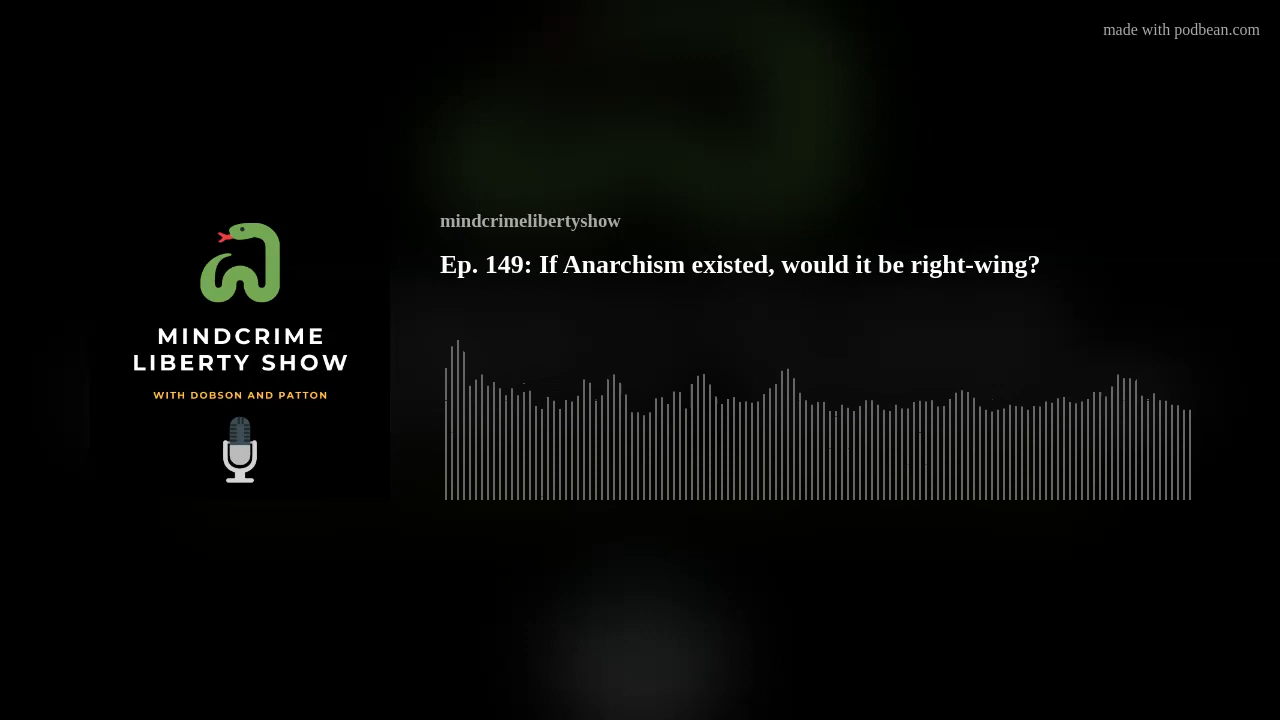 made with podbean.com
mindcrimelibertyshow
Ep. 149: If Anarchism existed, would it be right-wing?
MINDCRIME
LIBERTY SHOW
WITH DOBSON AND PATTON